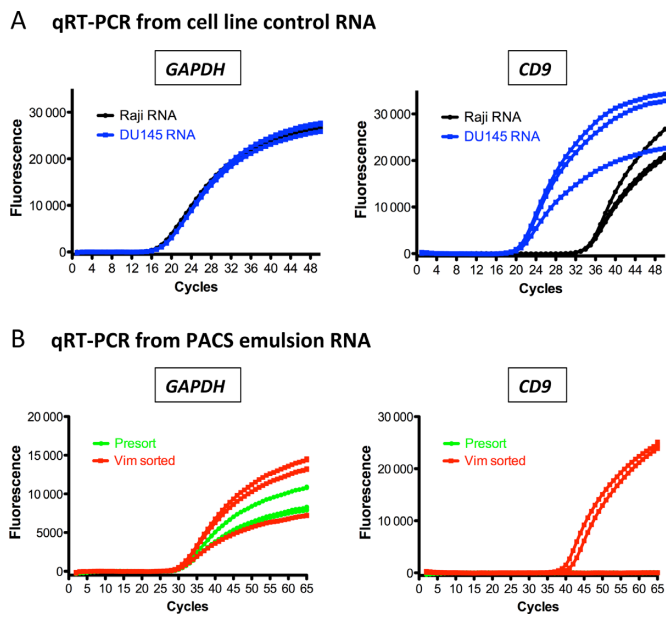 A qRT-PCR from cell line control RNA
GAPDH
CD9
30 000
20 000
10 000
0
Fluorescence
Raji RNA
DU145 RNA
0 4 8 12 16 20 24 28 32 36 40 44 48
Cycles
30 000
20 000
10 000
0
Fluorescence
Raji RNA
DU145 RNA
0 4 8 12 16 20 24 28 32 36 40 44 48
Cycles
B qRT-PCR from PACS emulsion RNA
GAPDH
CD9
20 000
15 000
10 000
5000
0
Fluorescence
Presort
Vim sorted
0 5 10 15 20 25 30 35 40 45 50 55 60 65
Cycles
30 000
20 000
10 000
0
Fluorescence
Presort
Vim sorted
0 5 10 15 20 25 30 35 40 45 50 55 60 65
Cycles